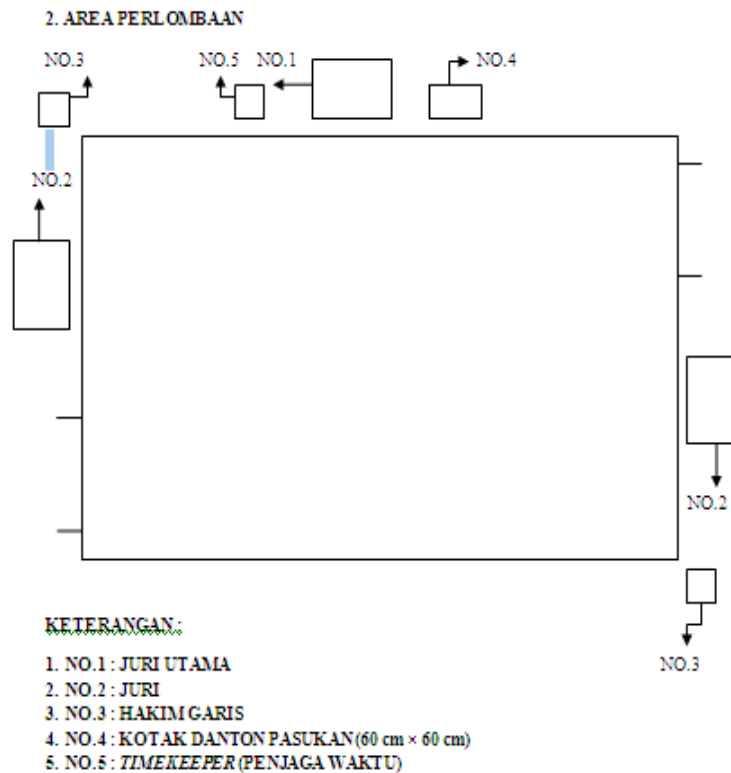 2. AREA PERLOMBAAN
NO.3
NO.5
NO.1
NO.4
NO.2
NO.2
NO.3
KETERANGAN :
1. NO.1 : JURI UTAMA
2. NO.2 : JURI
3. NO.3 : HAKIM GARIS
4. NO.4 : KOTAK DANTON PASUKAN (60 cm × 60 cm)
5. NO.5 : TIMEKEEPER (PENJAGA WAKTU)